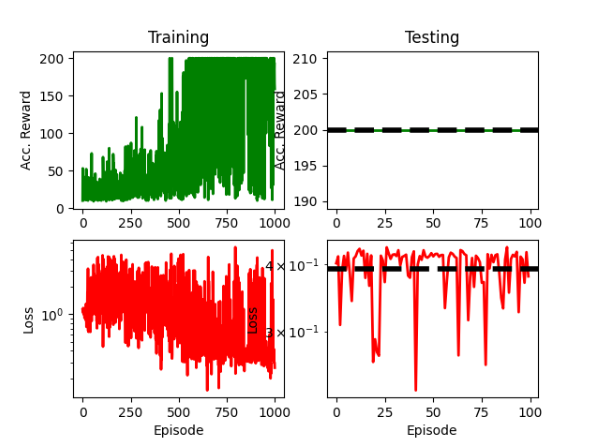 Training
Testing
Acc. Reward
200
150
100
50
0
0 250 500 750 1000
Acc. Reward
210
205
200
195
190
0 25 50 75 100
Loss
10⁰
0 250 500 750 1000
Episode
Loss
4 × 10⁻¹
3 × 10⁻¹
0 25 50 75 100
Episode